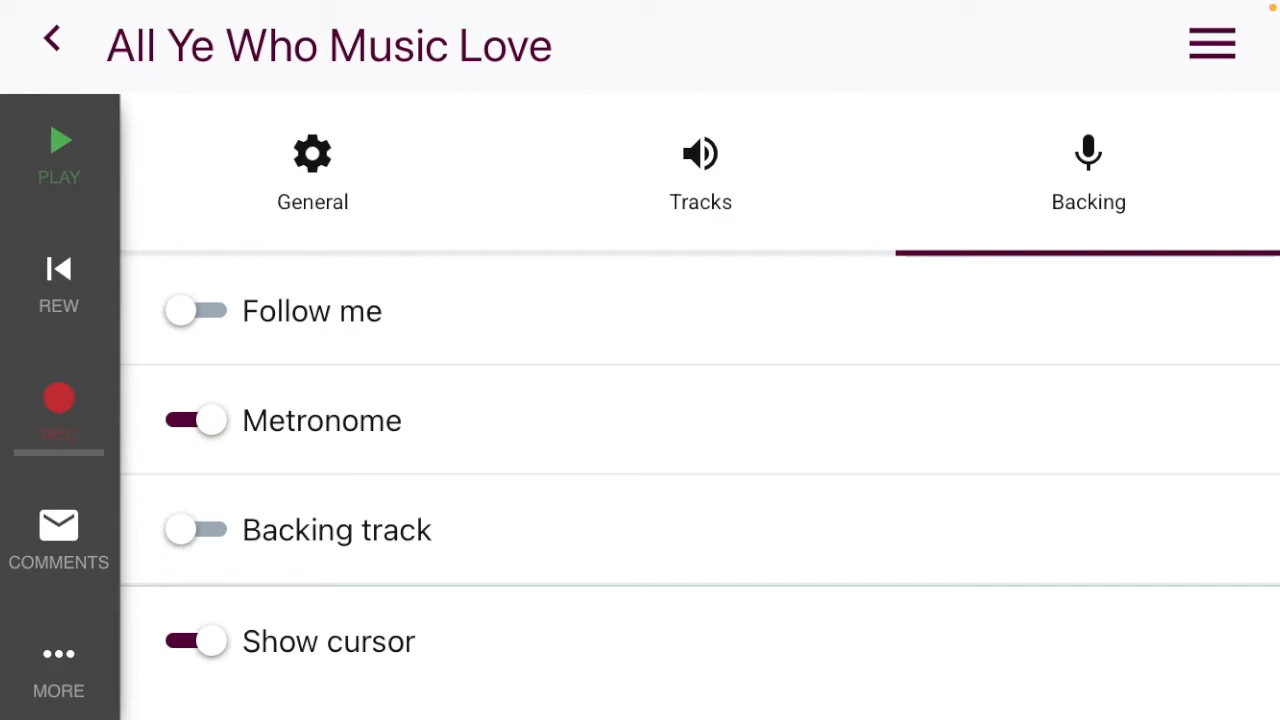 All Ye Who Music Love
General
Tracks
Backing
PLAY
REW
REC
COMMENTS
MORE
Follow me
Metronome
Backing track
Show cursor